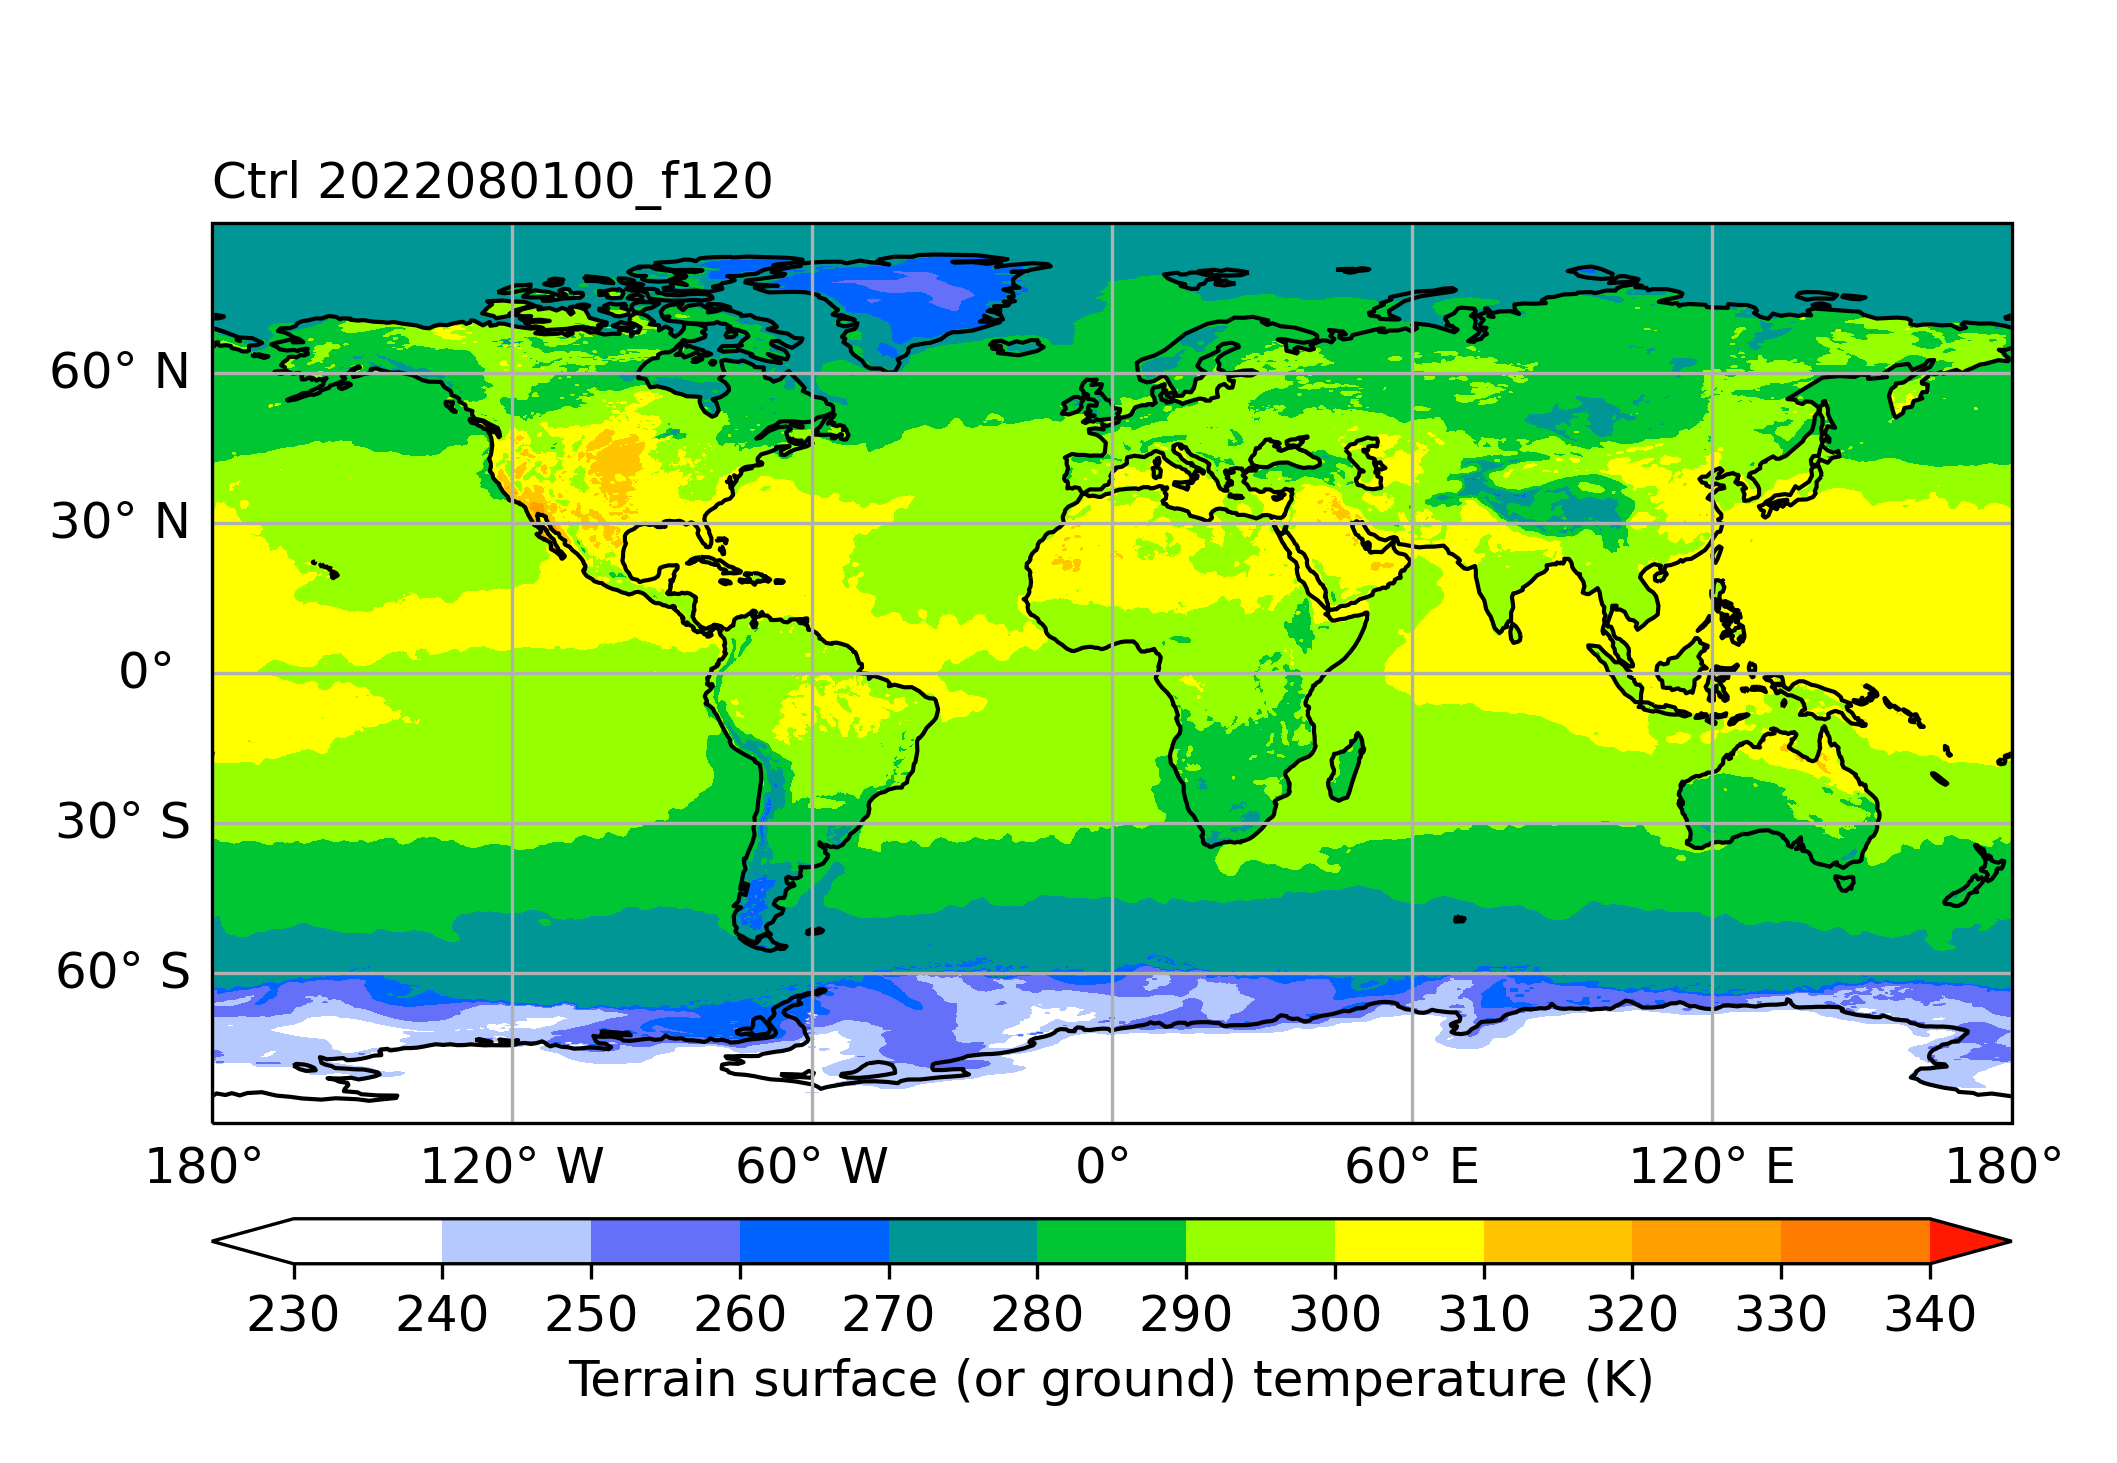 Ctrl 2022080100_f120
60° N
30° N
0°
30° S
60° S
180° 120° W 60° W 0° 60° E 120° E 180°
230 240 250 260 270 280 290 300 310 320 330 340
Terrain surface (or ground) temperature (K)